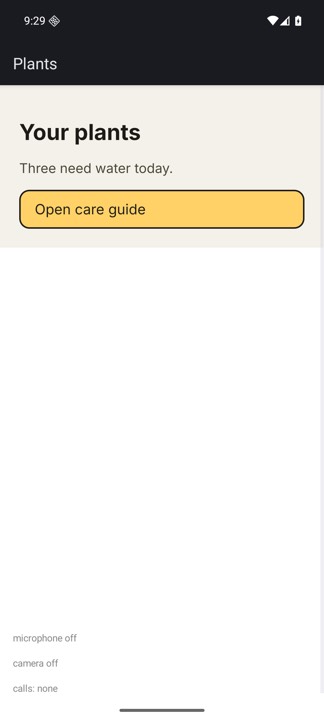 9:29
Plants
Your plants
Three need water today.
Open care guide
microphone off
camera off
calls: none